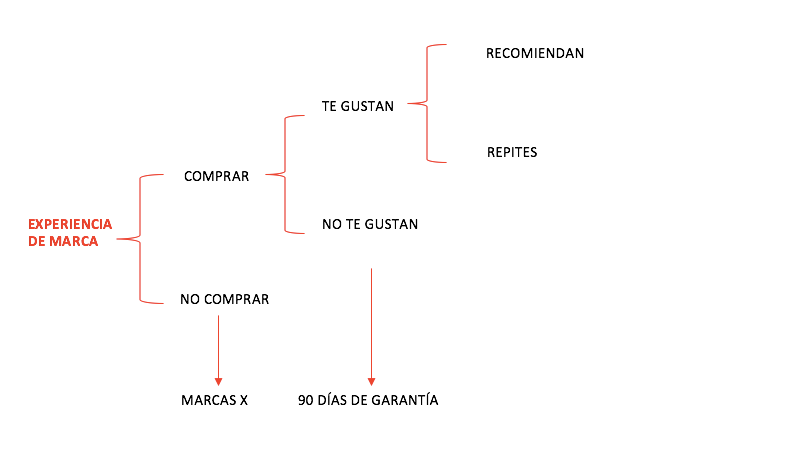 RECOMIENDAN
TE GUSTAN
REPITES
COMPRAR
EXPERIENCIA
DE MARCA
NO TE GUSTAN
NO COMPRAR
MARCAS X
90 DÍAS DE GARANTÍA